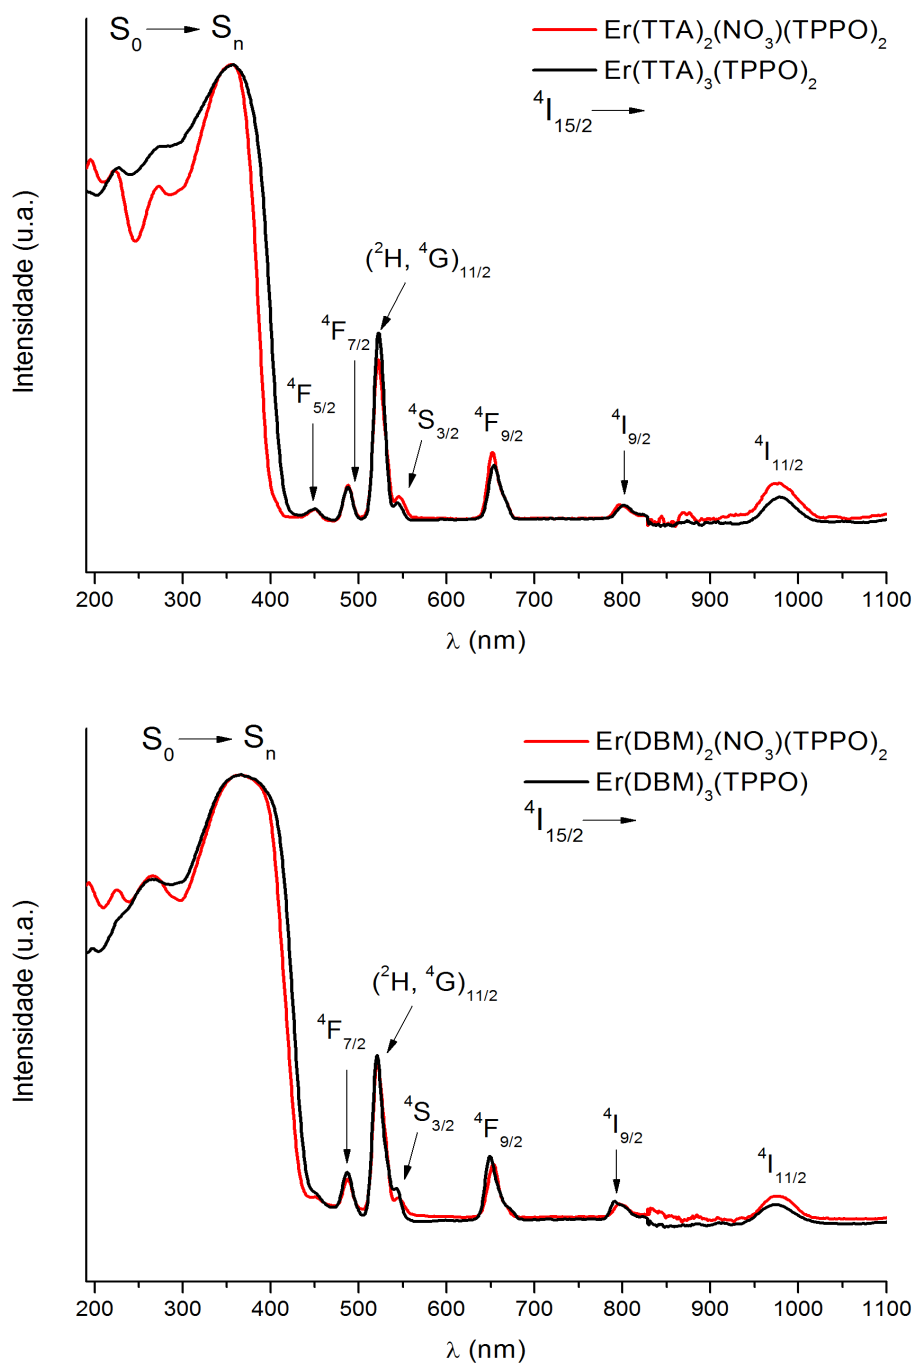 S₀ → Sₙ
Er(TTA)₂(NO₃)(TPPO)₂
Er(TTA)₃(TPPO)₂
⁴I₁₅/₂ →
(²H, ⁴G)₁₁/₂
⁴F₇/₂
⁴F₅/₂
⁴S₃/₂
⁴F₉/₂
⁴I₉/₂
⁴I₁₁/₂
Intensidade (u.a.)
200 300 400 500 600 700 800 900 1000 1100
λ (nm)
S₀ → Sₙ
Er(DBM)₂(NO₃)(TPPO)₂
Er(DBM)₃(TPPO)
⁴I₁₅/₂ →
(²H, ⁴G)₁₁/₂
⁴F₇/₂
⁴S₃/₂
⁴F₉/₂
⁴I₉/₂
⁴I₁₁/₂
Intensidade (u.a.)
200 300 400 500 600 700 800 900 1000 1100
λ (nm)